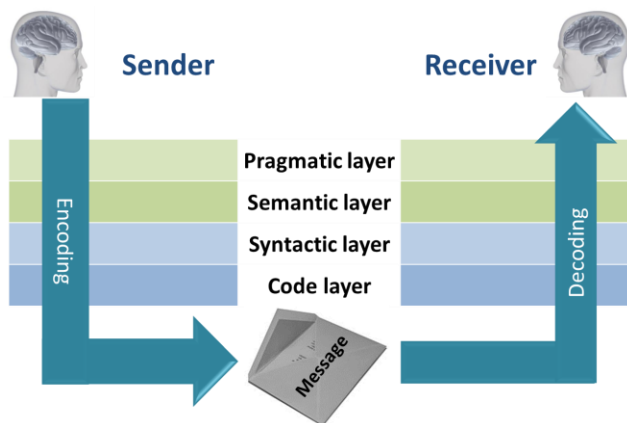 Sender
Receiver
Pragmatic layer
Semantic layer
Syntactic layer
Code layer
Encoding
Decoding
Message